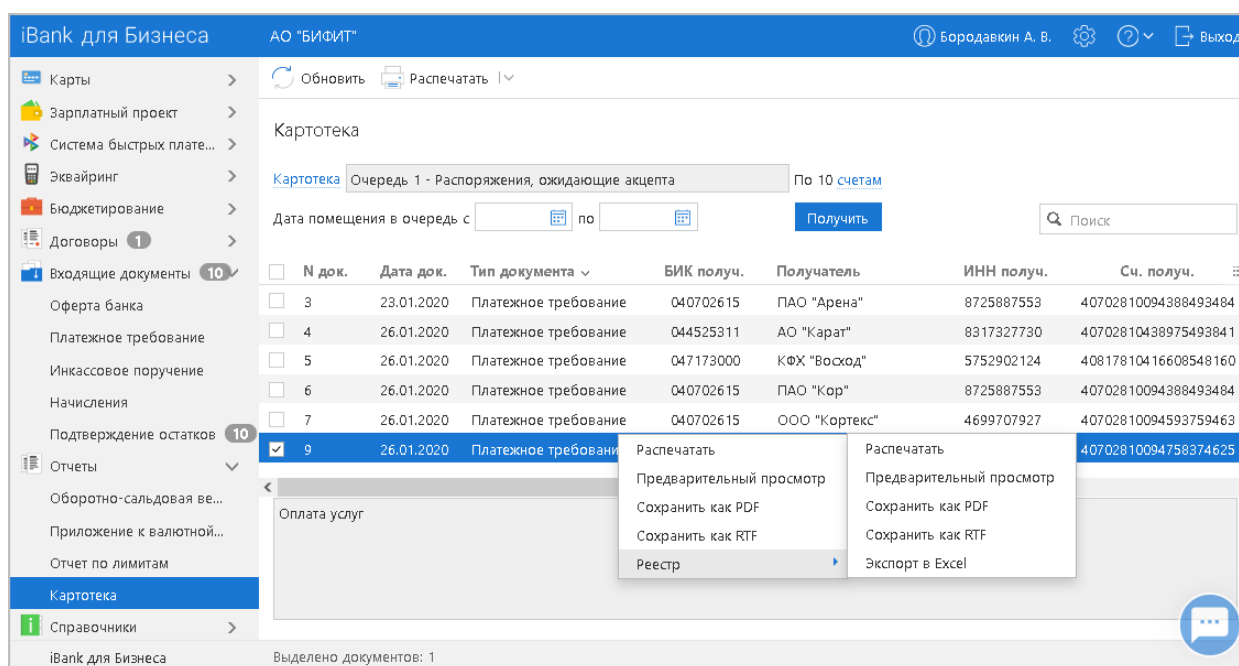 iBank для Бизнеса
АО "БИФИТ"
Бородавкин А. В.
Выход
Карты
Зарплатный проект
Система быстрых плате...
Эквайринг
Бюджетирование
Договоры 1
Входящие документы 10
Оферта банка
Платежное требование
Инкассовое поручение
Начисления
Подтверждение остатков 10
Отчеты
Оборотно-сальдовая ве...
Приложение к валютной...
Отчет по лимитам
Картотека
Справочники
iBank для Бизнеса
Обновить Распечатать
Картотека
Картотека Очередь 1 - Распоряжения, ожидающие акцепта По 10 счетам
Дата помещения в очередь с по Получить Поиск
N док. Дата док. Тип документа БИК получ. Получатель ИНН получ. Сч. получ.
3 23.01.2020 Платежное требование 040702615 ПАО "Арена" 8725887553 40702810094388493484
4 26.01.2020 Платежное требование 044525311 АО "Карат" 8317327730 40702810438975493841
5 26.01.2020 Платежное требование 047173000 КФХ "Восход" 5752902124 40817810416608548160
6 26.01.2020 Платежное требование 040702615 ПАО "Кор" 8725887553 40702810094388493484
7 26.01.2020 Платежное требование 040702615 ООО "Кортекс" 4699707927 40702810094593759463
9 26.01.2020 Платежное требовани 40702810094758374625
Распечатать
Предварительный просмотр
Сохранить как PDF
Сохранить как RTF
Реестр
Распечатать
Предварительный просмотр
Сохранить как PDF
Сохранить как RTF
Экспорт в Excel
Оплата услуг
Выделено документов: 1